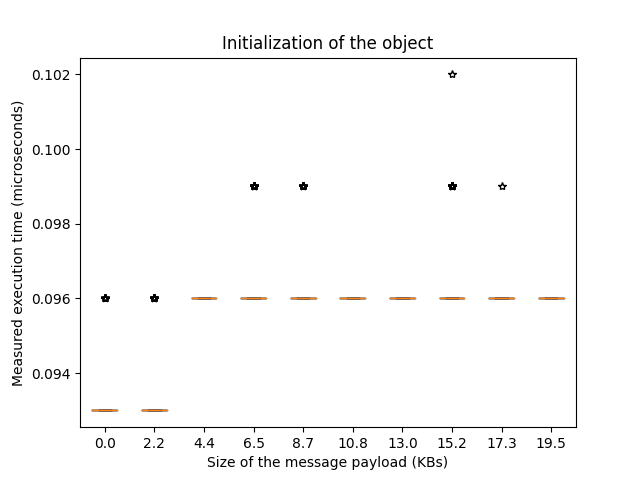 Initialization of the object
0.102
0.100
0.098
0.096
0.094
Measured execution time (microseconds)
0.0 2.2 4.4 6.5 8.7 10.8 13.0 15.2 17.3 19.5
Size of the message payload (KBs)